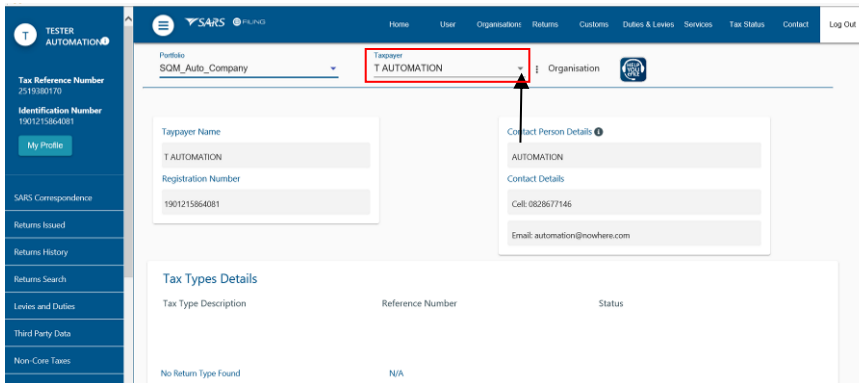 T
TESTER
AUTOMATION
Tax Reference Number
2519380170
Identification Number
1901215864081
My Profile
SARS Correspondence
Returns Issued
Returns History
Returns Search
Levies and Duties
Third Party Data
Non-Core Taxes
SARS eFILING
Home User Organisations Returns Customs Duties & Levies Services Tax Status Contact Log Out
Portfolio
SQM_Auto_Company
Taxpayer
T AUTOMATION
Organisation
HELP YOU EFILE
Taypayer Name
T AUTOMATION
Registration Number
1901215864081
Contact Person Details
AUTOMATION
Contact Details
Cell: 0828677146
Email: automation@nowhere.com
Tax Types Details
Tax Type Description Reference Number Status
No Return Type Found N/A